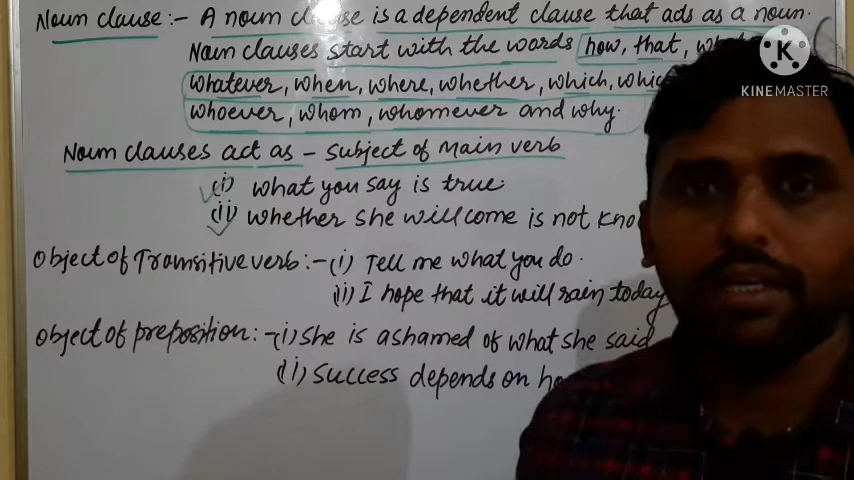 Noun clause:- A noun clause is a dependent clause that acts as a noun.
Noun clauses start with the words how, that,
whatever, when, where, whether, which,
whoever, whom, whomever and why.
Noun clauses act as - Subject of Main verb
(i) what you say is true.
(ii) whether she will come is not
Object of Transitive verb:- (i) Tell me what you do.
(ii) I hope that it will rain today
Object of preposition:- (i) She is ashamed of what she said
(ii) Success depends on
K
KINEMASTER